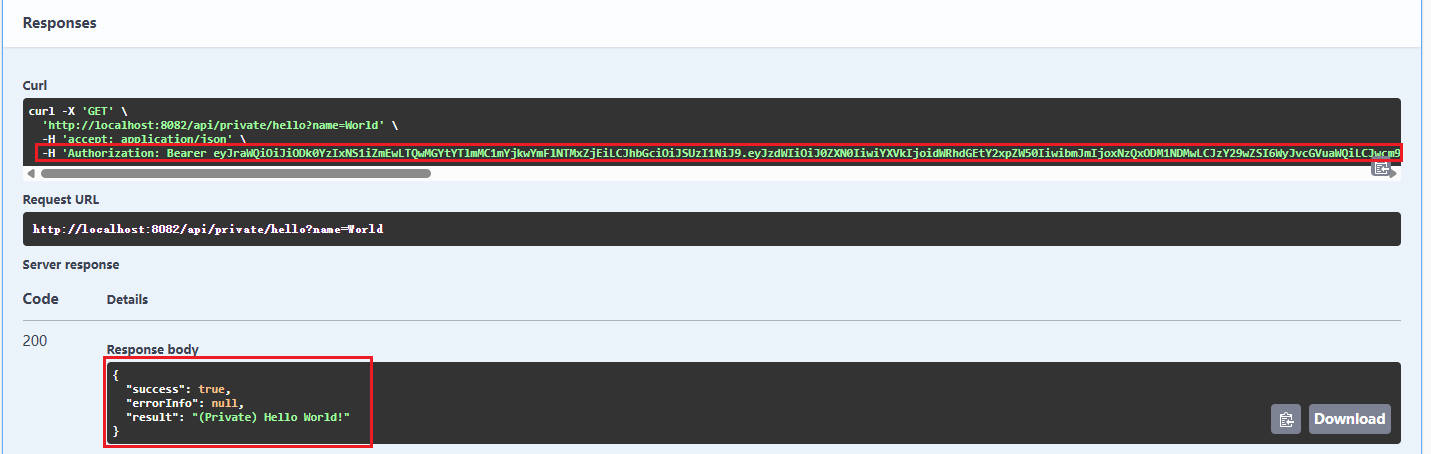 Responses
Curl
curl -X 'GET' \
'http://localhost:8082/api/private/hello?name=World' \
-H 'accept: application/json' \
-H 'Authorization: Bearer eyJraWQiOiJiODk0YzIxNS1iZmEwLTQwMGYtYTlmMC1mYjkwYmFlNTMxZjEiLCJhbGciOiJSUzI1NiJ9.eyJzdWIiOiJ0ZXN0IiwiYXVkIjoidWRhdGEtY2xpZW50IiwibmJmIjoxNzQxODM1NDMwLCJzY29wZSI6WyJvcGVuaWQiLCJwcm9
Request URL
http://localhost:8082/api/private/hello?name=World
Server response
Code Details
200
Response body
{
"success": true,
"errorInfo": null,
"result": "(Private) Hello World!"
}
Download